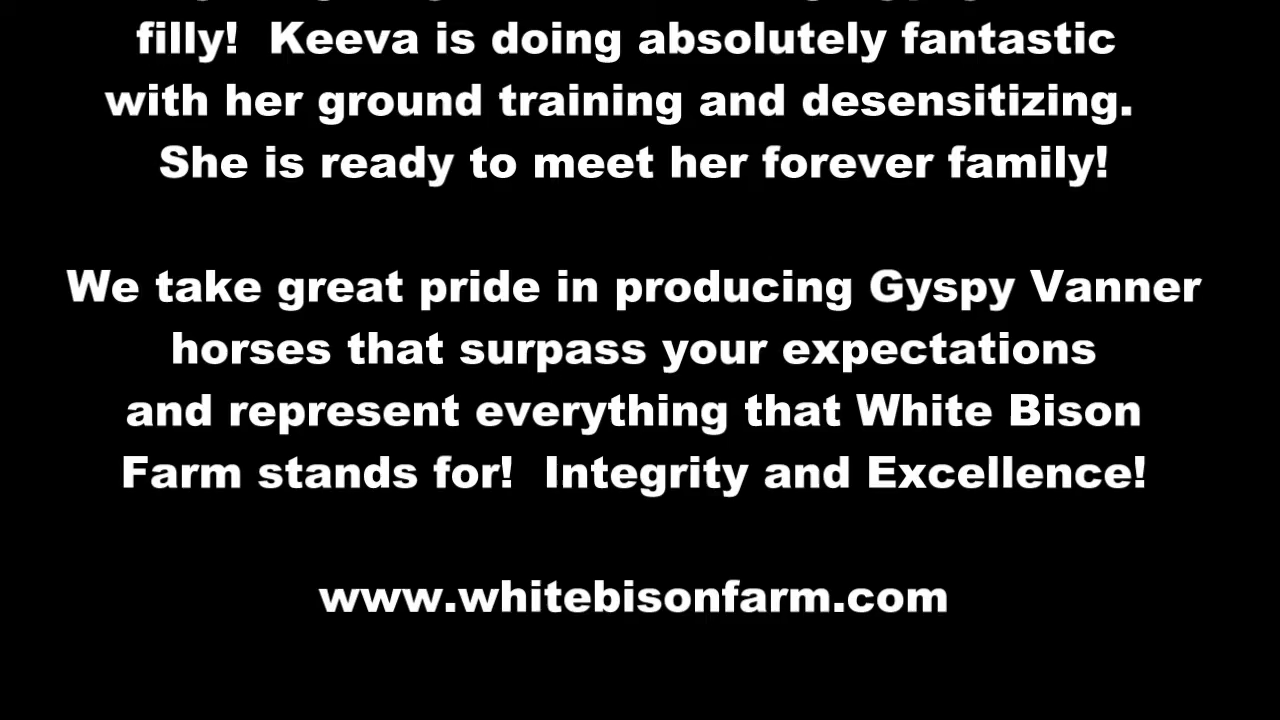 filly!  Keeva is doing absolutely fantastic
with her ground training and desensitizing.
She is ready to meet her forever family!
We take great pride in producing Gyspy Vanner
horses that surpass your expectations
and represent everything that White Bison
Farm stands for!  Integrity and Excellence!
www.whitebisonfarm.com